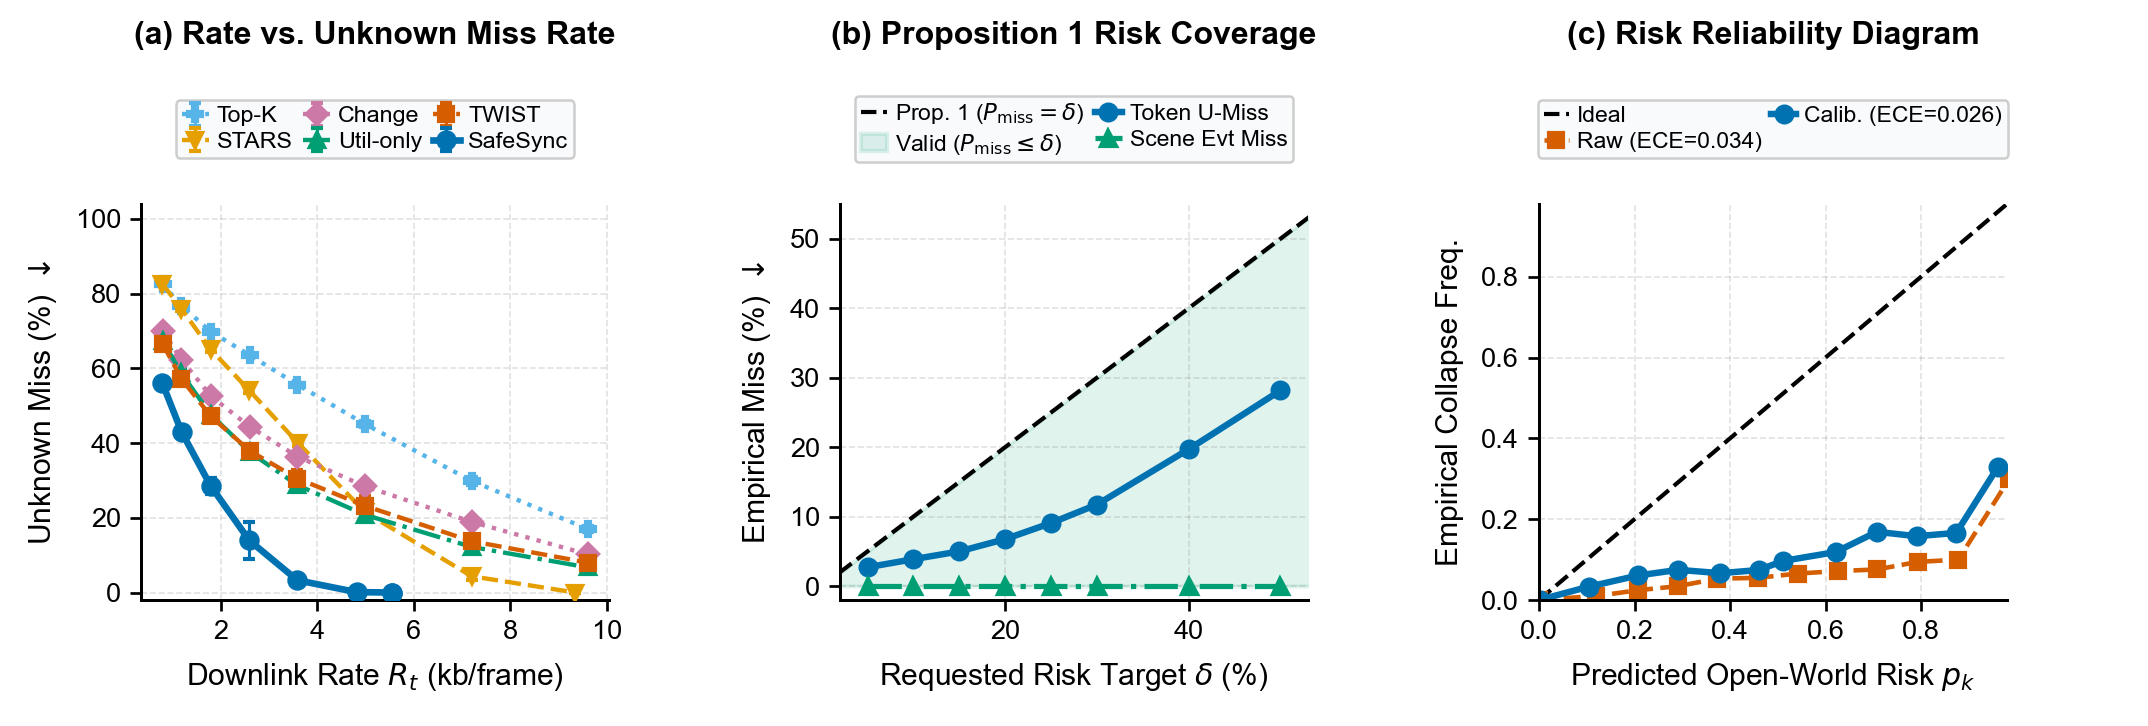 (a) Rate vs. Unknown Miss Rate
Top-K
Change
TWIST
STARS
Util-only
SafeSync
Unknown Miss (%) ↓
100
80
60
40
20
0
2
4
6
8
10
Downlink Rate R_t (kb/frame)
(b) Proposition 1 Risk Coverage
Prop. 1 (P_miss = δ)
Token U-Miss
Valid (P_miss ≤ δ)
Scene Evt Miss
Empirical Miss (%) ↓
50
40
30
20
10
0
20
40
Requested Risk Target δ (%)
(c) Risk Reliability Diagram
Ideal
Calib. (ECE=0.026)
Raw (ECE=0.034)
Empirical Collapse Freq.
0.8
0.6
0.4
0.2
0.0
0.0
0.2
0.4
0.6
0.8
Predicted Open-World Risk p_k